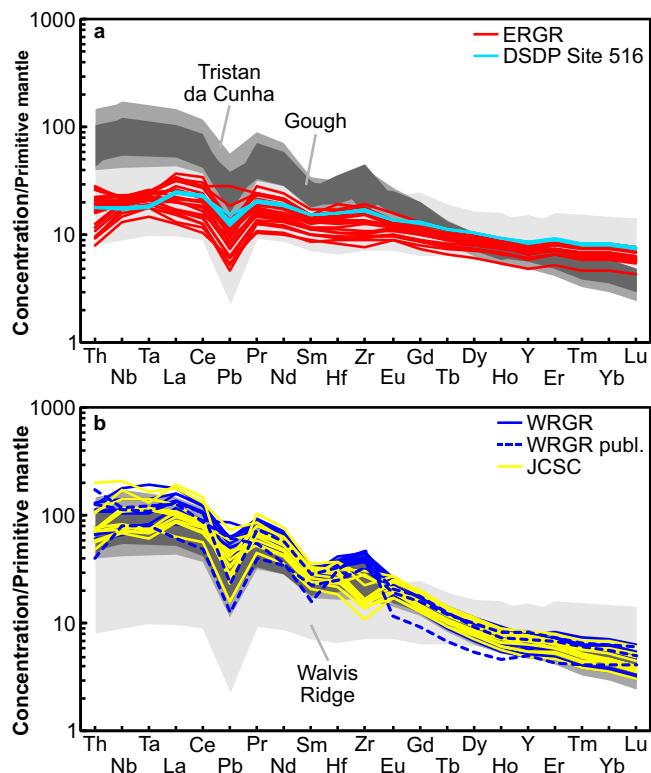 1000
a
ERGR
DSDP Site 516
Tristan
da Cunha
Gough
100
10
1
Concentration/Primitive mantle
Th Ta Ce Pr Sm Zr Gd Dy Y Tm Lu
Nb La Pb Nd Hf Eu Tb Ho Er Yb
1000
b
WRGR
WRGR publ.
JCSC
100
10
Walvis
Ridge
1
Concentration/Primitive mantle
Th Ta Ce Pr Sm Zr Gd Dy Y Tm Lu
Nb La Pb Nd Hf Eu Tb Ho Er Yb